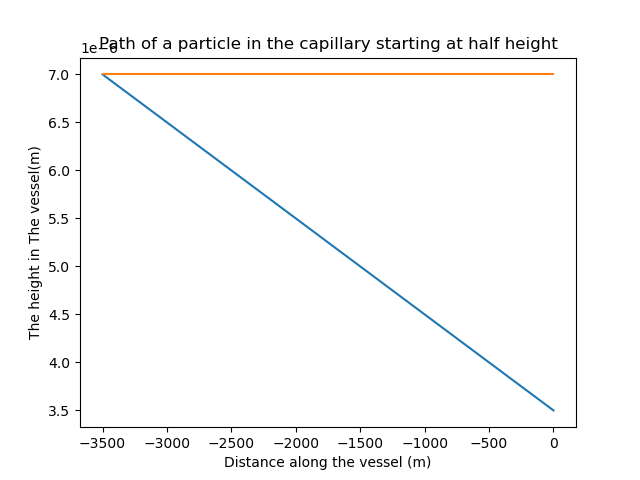 Path of a particle in the capillary starting at half height
1e−6
7.0
6.5
6.0
5.5
5.0
4.5
4.0
3.5
The height in The vessel(m)
−3500 −3000 −2500 −2000 −1500 −1000 −500 0
Distance along the vessel (m)